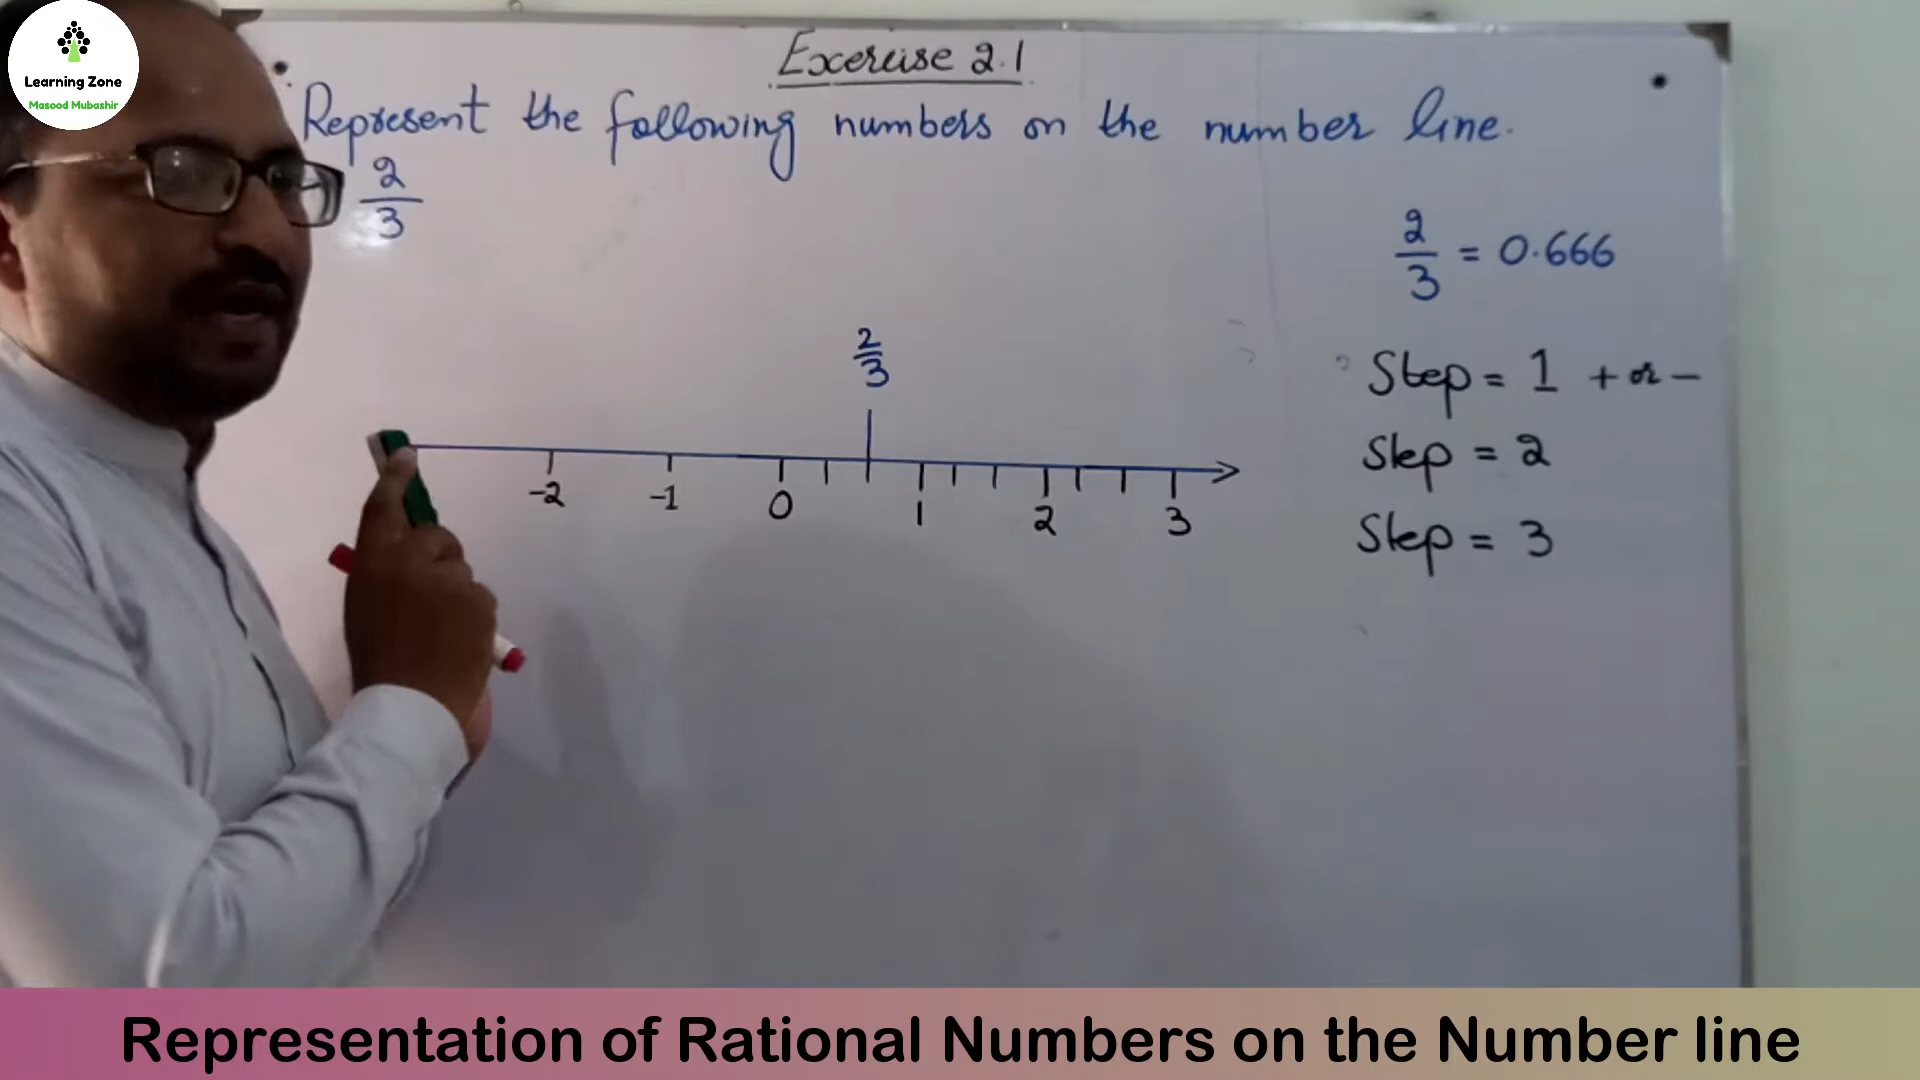 Learning Zone
Masood Mubashir
Excercise 2.1
Represent the following numbers on the number line.
2/3
2/3 = 0.666
2/3
Step = 1 + or -
Step = 2
Step = 3
-2 -1 0 1 2 3
Representation of Rational Numbers on the Number line